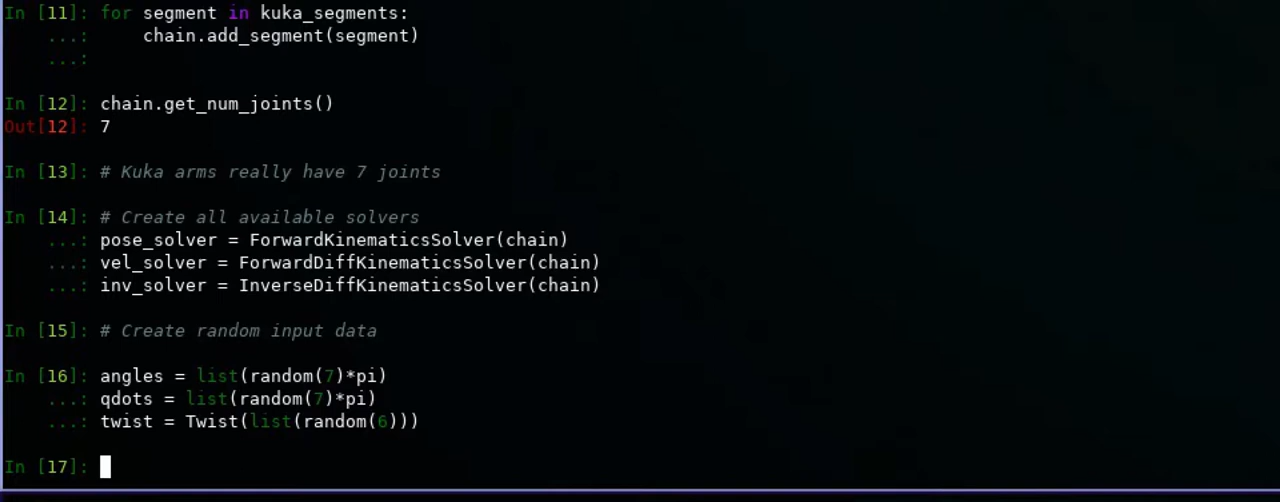 In [11]: for segment in kuka_segments:
   ...:     chain.add_segment(segment)
   ...:
In [12]: chain.get_num_joints()
Out[12]: 7
In [13]: # Kuka arms really have 7 joints
In [14]: # Create all available solvers
   ...: pose_solver = ForwardKinematicsSolver(chain)
   ...: vel_solver = ForwardDiffKinematicsSolver(chain)
   ...: inv_solver = InverseDiffKinematicsSolver(chain)
In [15]: # Create random input data
In [16]: angles = list(random(7)*pi)
   ...: qdots = list(random(7)*pi)
   ...: twist = Twist(list(random(6)))
In [17]: